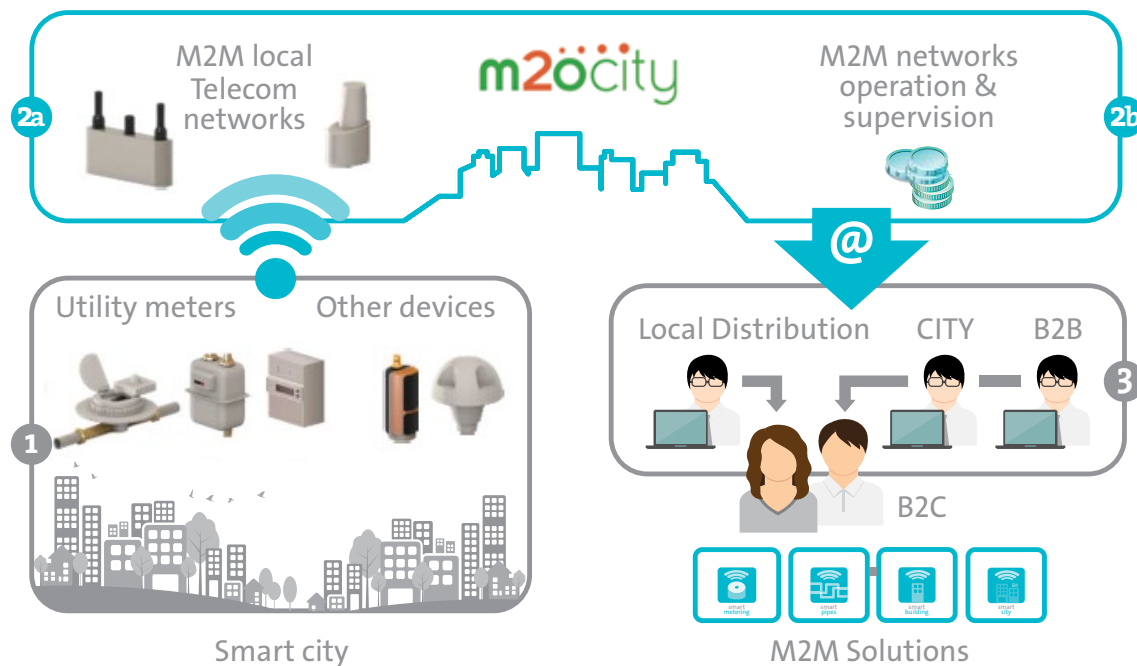 M2M local
Telecom
networks
2a
m2ocity
M2M networks
operation &
supervision
2b
@
Utility meters
Other devices
1
Smart city
Local Distribution
CITY
B2B
3
B2C
smart
metering
smart
pipes
smart
building
smart
city
M2M Solutions